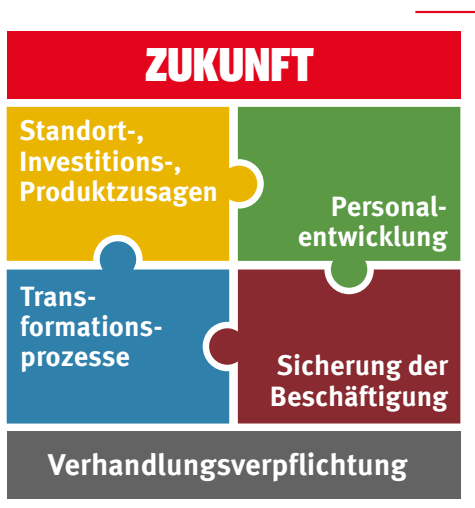 ZUKUNFT
Standort-,
Investitions-,
Produktzusagen
Personal-
entwicklung
Trans-
formations-
prozesse
Sicherung der
Beschäftigung
Verhandlungsverpflichtung